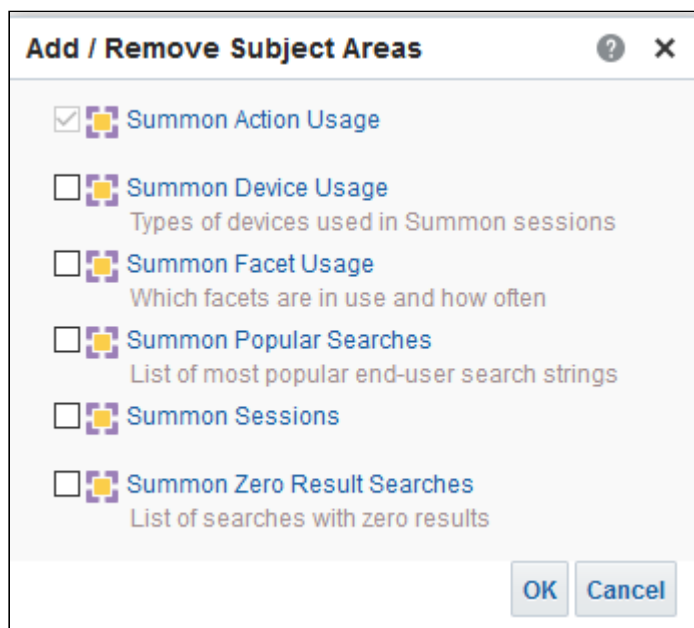 Add / Remove Subject Areas
Summon Action Usage
Summon Device Usage
Types of devices used in Summon sessions
Summon Facet Usage
Which facets are in use and how often
Summon Popular Searches
List of most popular end-user search strings
Summon Sessions
Summon Zero Result Searches
List of searches with zero results
OK Cancel